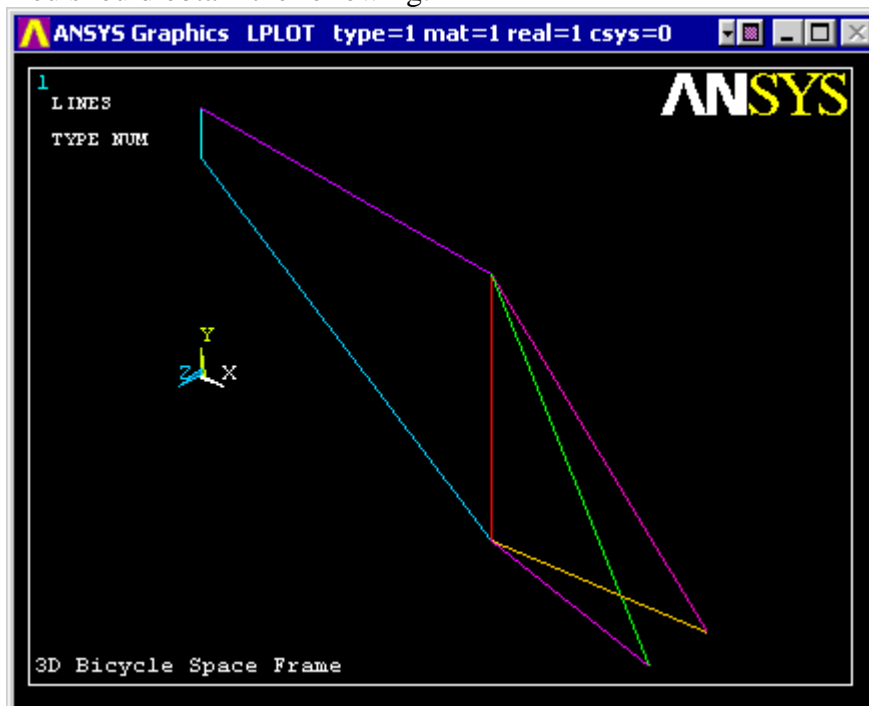 ANSYS Graphics LPLOT type=1 mat=1 real=1 csys=0
1
LINES
TYPE NUM
ANSYS
Y
Z X
3D Bicycle Space Frame